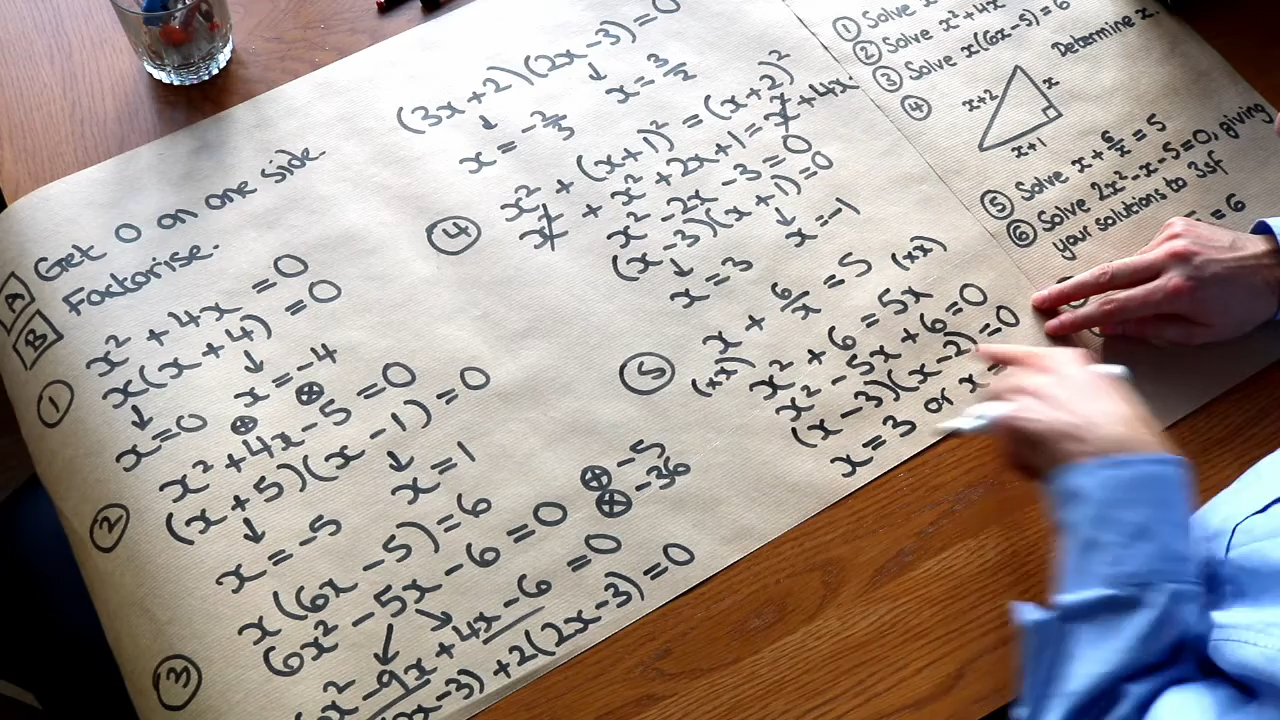 A Get 0 on one side.
B Factorise.
① x² + 4x = 0
x(x + 4) = 0
↓ ↓
x = 0 x = -4
⊕ ⊗
② x² + 4x - 5 = 0
(x + 5)(x - 1) = 0
↓ ↓
x = -5 x = 1
③ x(6x - 5) = 6
6x² - 5x - 6 = 0 ⊕ -5
⊗ -36
x² - 9x + 4x - 6 = 0
x - 3) + 2(2x - 3) = 0
(3x + 2)(2x - 3) = 0
↓ ↓
x = -2/3 x = 3/2
④ x² + (x + 1)² = (x + 2)²
x² + x² + 2x + 1 = x² + 4x
x² - 2x - 3 = 0
(x - 3)(x + 1) = 0
↓ ↓
x = 3 x = -1
⑤ x + 6/x = 5
(×x) (×x)
x² + 6 = 5x
x² - 5x + 6 = 0
(x - 3)(x - 2) = 0
x = 3 or x =
① Solve x
② Solve x² + 4x
③ Solve x(6x - 5) = 6
④ Determine x.
x+2 x
x+1
⑤ Solve x + 6/x = 5
⑥ Solve 2x² - x - 5 = 0, giving
your solutions to 3sf
= 6